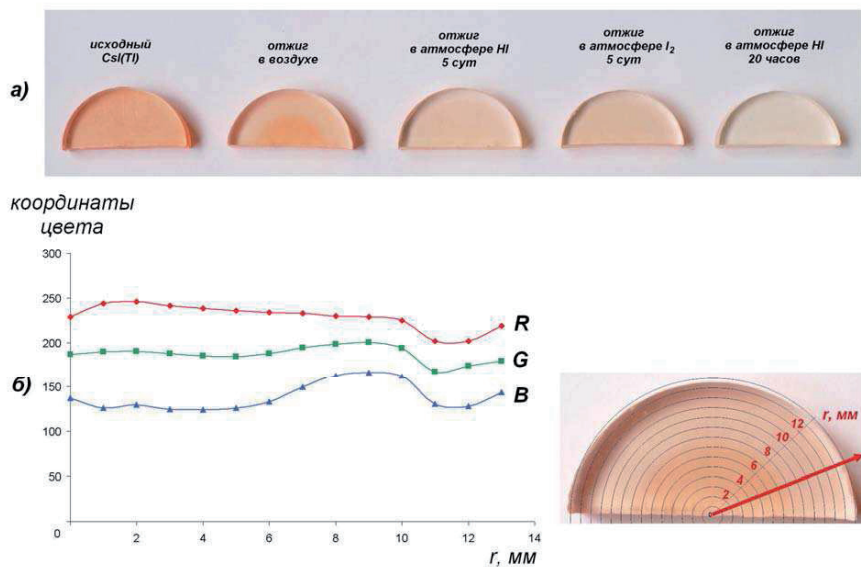 исходный
CsI(Tl)
отжиг
в воздухе
отжиг
в атмосфере HI
5 сут
отжиг
в атмосфере I₂
5 сут
отжиг
в атмосфере HI
20 часов
а)
координаты
цвета
300
250
200
150
100
50
0
2
4
6
8
10
12
14
r, мм
R
G
B
б)
r, мм
12
10
8
6
4
2
0